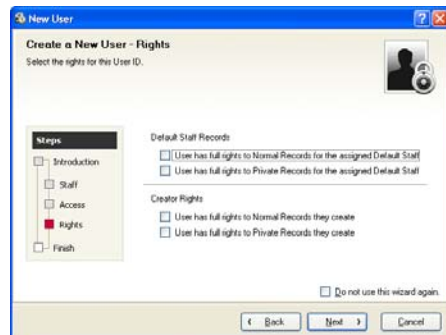 New User
Create a New User - Rights
Select the rights for this User ID.
Steps
Introduction
Staff
Access
Rights
Finish
Default Staff Records
User has full rights to Normal Records for the assigned Default Staff
User has full rights to Private Records for the assigned Default Staff
Creator Rights
User has full rights to Normal Records they create
User has full rights to Private Records they create
Do not use this wizard again.
Back
Next
Cancel